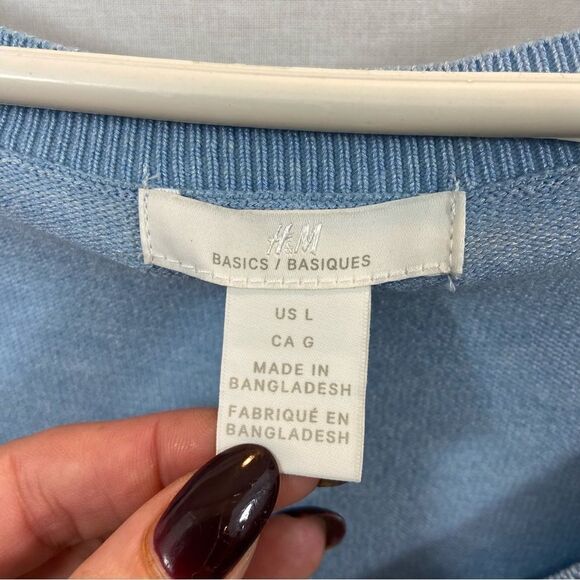 H&M
BASICS / BASIQUES
US L
CA G
MADE IN
BANGLADESH
FABRIQUÉ EN
BANGLADESH